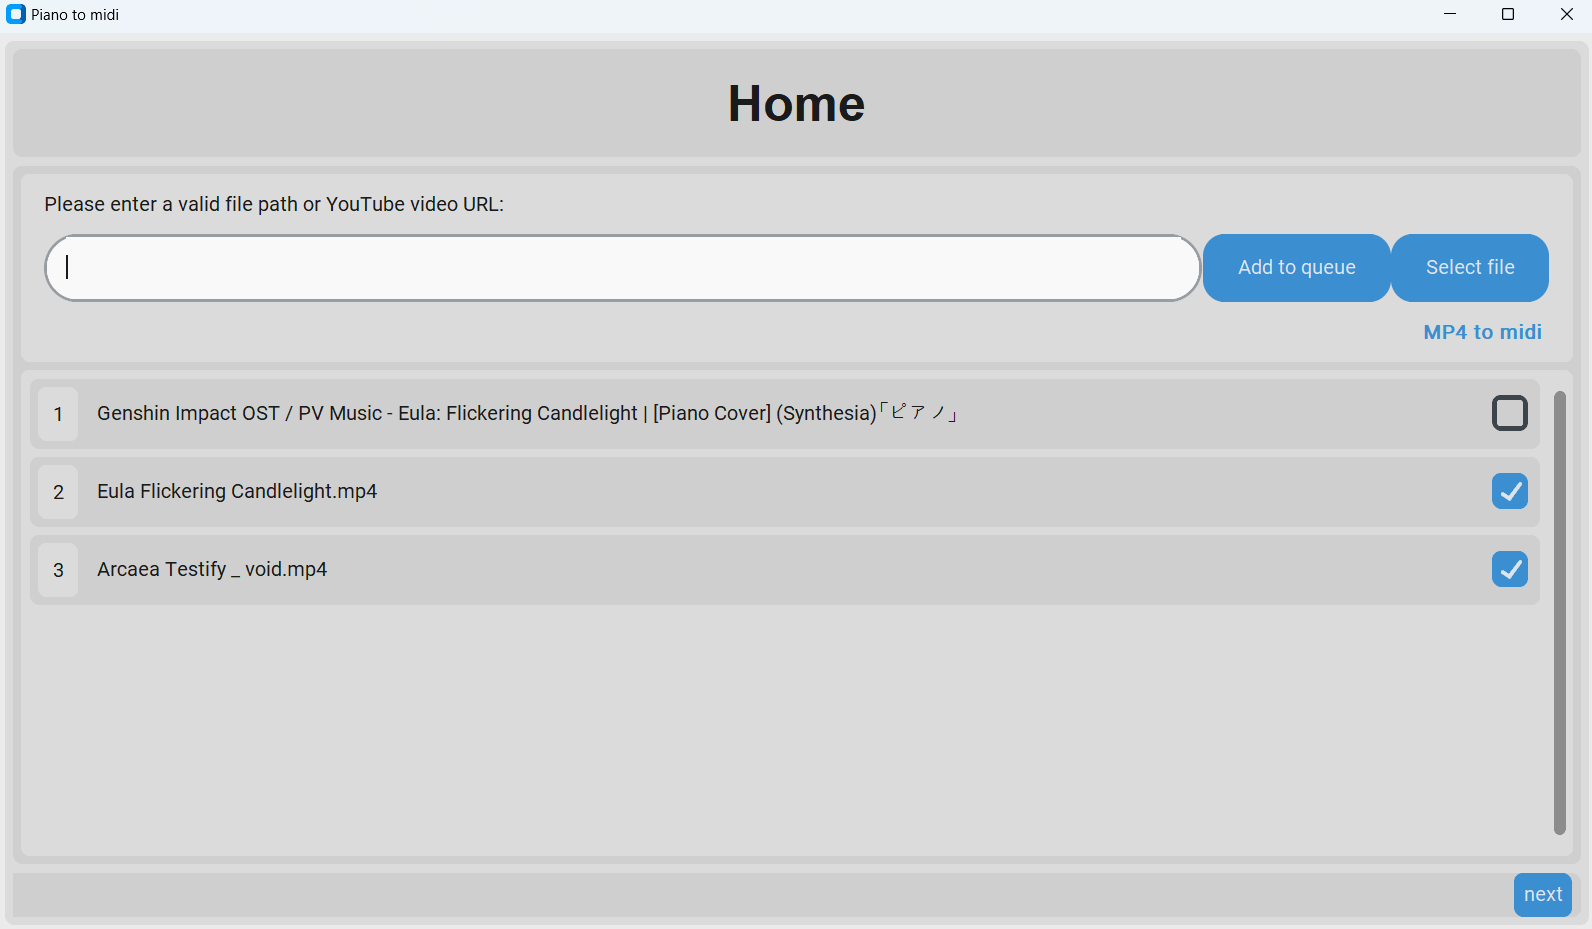 Piano to midi
Home
Please enter a valid file path or YouTube video URL:
Add to queue
Select file
MP4 to midi
1
Genshin Impact OST / PV Music - Eula: Flickering Candlelight | [Piano Cover] (Synthesia)「ピアノ」
2
Eula Flickering Candlelight.mp4
3
Arcaea Testify _ void.mp4
next